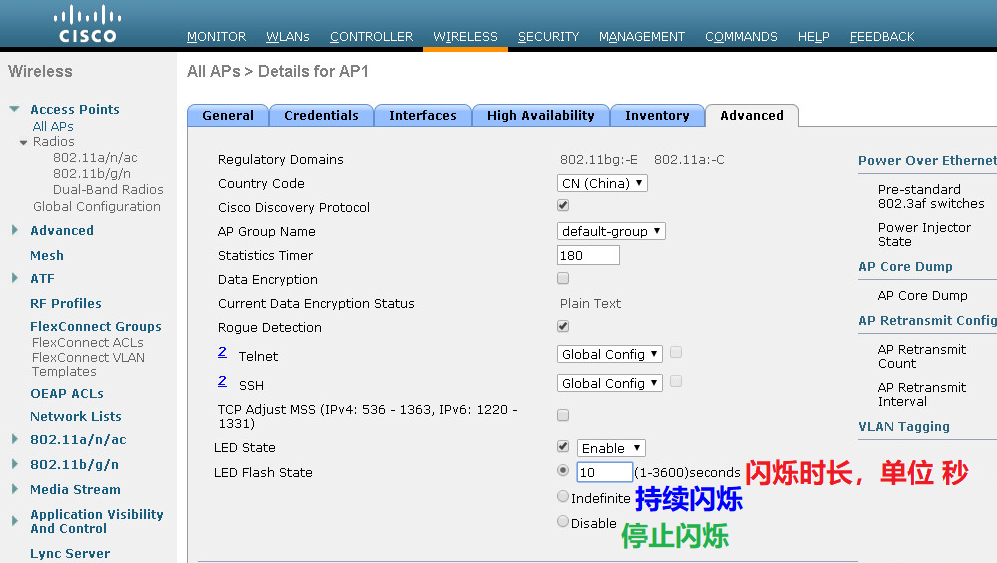 CISCO
MONITOR WLANs CONTROLLER WIRELESS SECURITY MANAGEMENT COMMANDS HELP FEEDBACK
Wireless
Access Points
All APs
Radios
802.11a/n/ac
802.11b/g/n
Dual-Band Radios
Global Configuration
Advanced
Mesh
ATF
RF Profiles
FlexConnect Groups
FlexConnect ACLs
FlexConnect VLAN
Templates
OEAP ACLs
Network Lists
802.11a/n/ac
802.11b/g/n
Media Stream
Application Visibility
And Control
Lync Server
All APs > Details for AP1
General Credentials Interfaces High Availability Inventory Advanced
Regulatory Domains 802.11bg:-E 802.11a:-C
Country Code CN (China)
Cisco Discovery Protocol
AP Group Name default-group
Statistics Timer 180
Data Encryption
Current Data Encryption Status Plain Text
Rogue Detection
2 Telnet Global Config
2 SSH Global Config
TCP Adjust MSS (IPv4: 536 - 1363, IPv6: 1220 -
1331)
LED State Enable
LED Flash State 10 (1-3600)seconds 闪烁时长，单位 秒
Indefinite 持续闪烁
Disable 停止闪烁
Power Over Ethernet
Pre-standard
802.3af switches
Power Injector
State
AP Core Dump
AP Core Dump
AP Retransmit Config
AP Retransmit
Count
AP Retransmit
Interval
VLAN Tagging